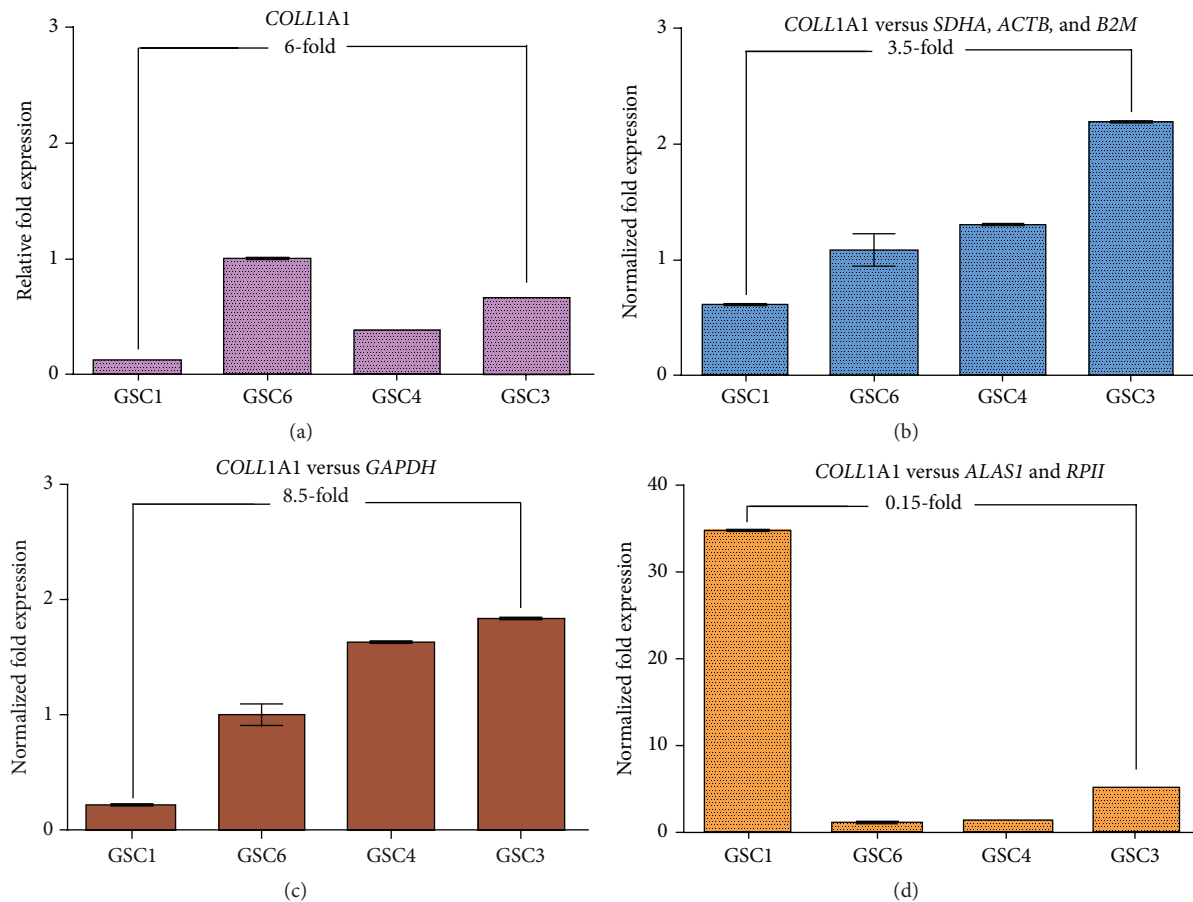 COLL1A1
6-fold
3
2
1
0
Relative fold expression
GSC1 GSC6 GSC4 GSC3
(a)
COLL1A1 versus SDHA, ACTB, and B2M
3.5-fold
3
2
1
0
Normalized fold expression
GSC1 GSC6 GSC4 GSC3
(b)
COLL1A1 versus GAPDH
8.5-fold
3
2
1
0
Normalized fold expression
GSC1 GSC6 GSC4 GSC3
(c)
COLL1A1 versus ALAS1 and RPII
0.15-fold
40
30
20
10
0
Normalized fold expression
GSC1 GSC6 GSC4 GSC3
(d)